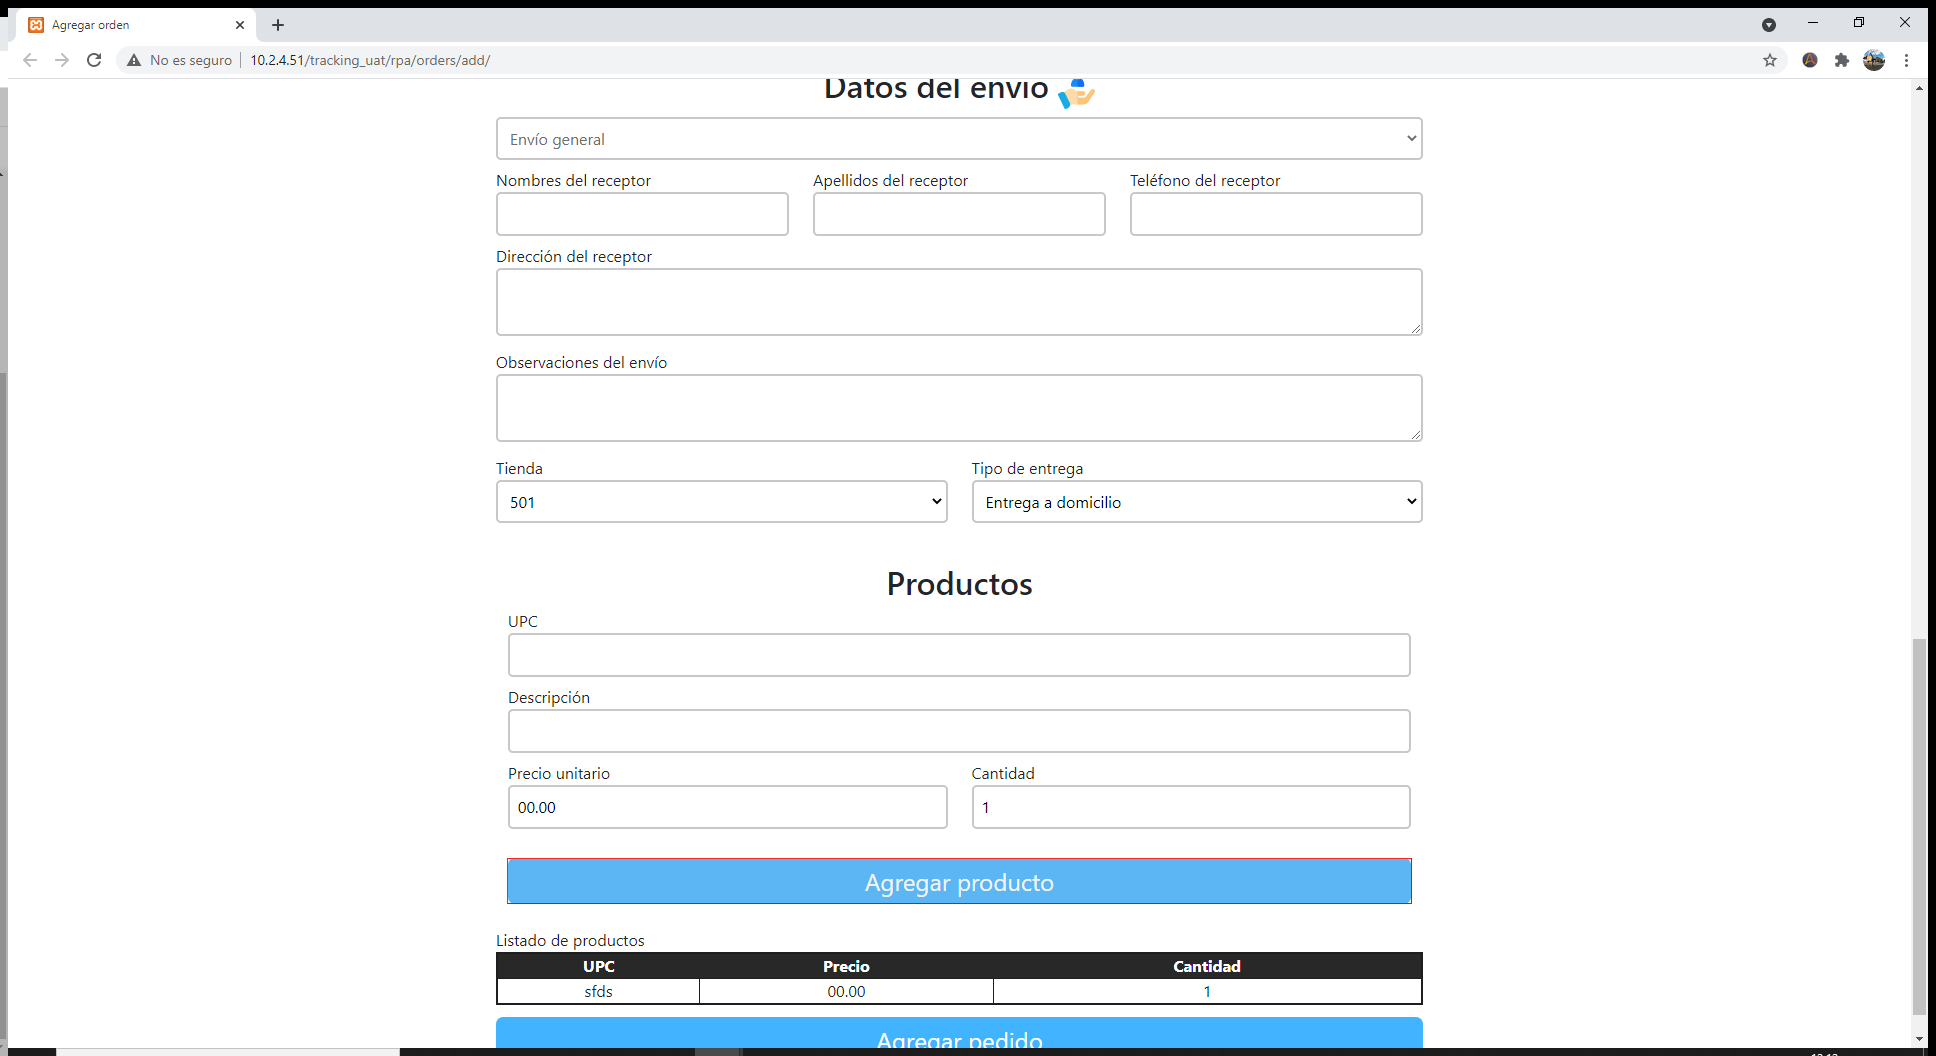 Agregar orden
No es seguro 10.2.4.51/tracking_uat/rpa/orders/add/
Datos del envío
Envío general
Nombres del receptor Apellidos del receptor Teléfono del receptor
Dirección del receptor
Observaciones del envío
Tienda Tipo de entrega
501 Entrega a domicilio
Productos
UPC
Descripción
Precio unitario Cantidad
00.00 1
Agregar producto
Listado de productos
UPC Precio Cantidad
sfds 00.00 1
Agregar pedido